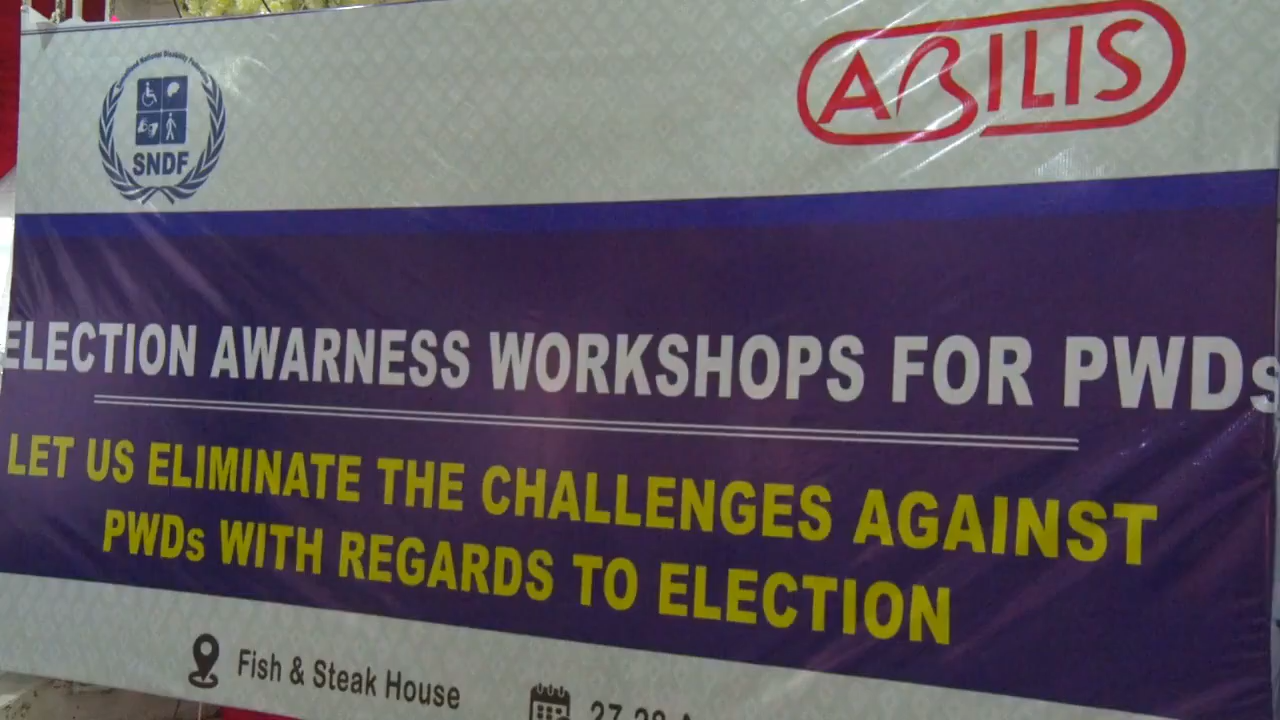 SNDF
ABILIS
ELECTION AWARNESS WORKSHOPS FOR PWDs
LET US ELIMINATE THE CHALLENGES AGAINST
PWDs WITH REGARDS TO ELECTION
Fish & Steak House